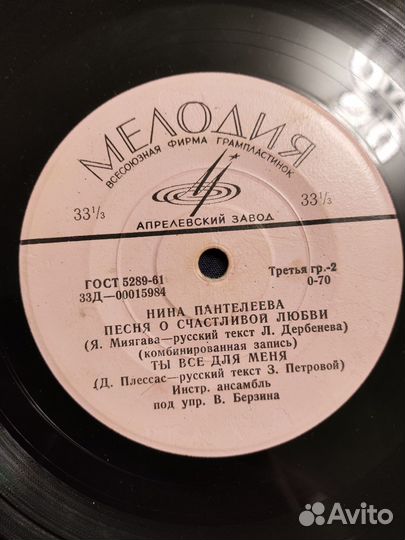 МЕЛОДИЯ
ВСЕСОЮЗНАЯ ФИРМА ГРАМПЛАСТИНОК
33 1/3
33 1/3
АПРЕЛЕВСКИЙ ЗАВОД
ГОСТ 5289-61
Третья гр.-2
33Д—00015984
0-70
НИНА ПАНТЕЛЕЕВА
ПЕСНЯ О СЧАСТЛИВОЙ ЛЮБВИ
(Я. Миягава—русский текст Л. Дербенева)
(комбинированная запись)
ТЫ ВСЕ ДЛЯ МЕНЯ
(Д. Плессас—русский текст З. Петровой)
Инстр. ансамбль
под упр. В. Берзина
Avito